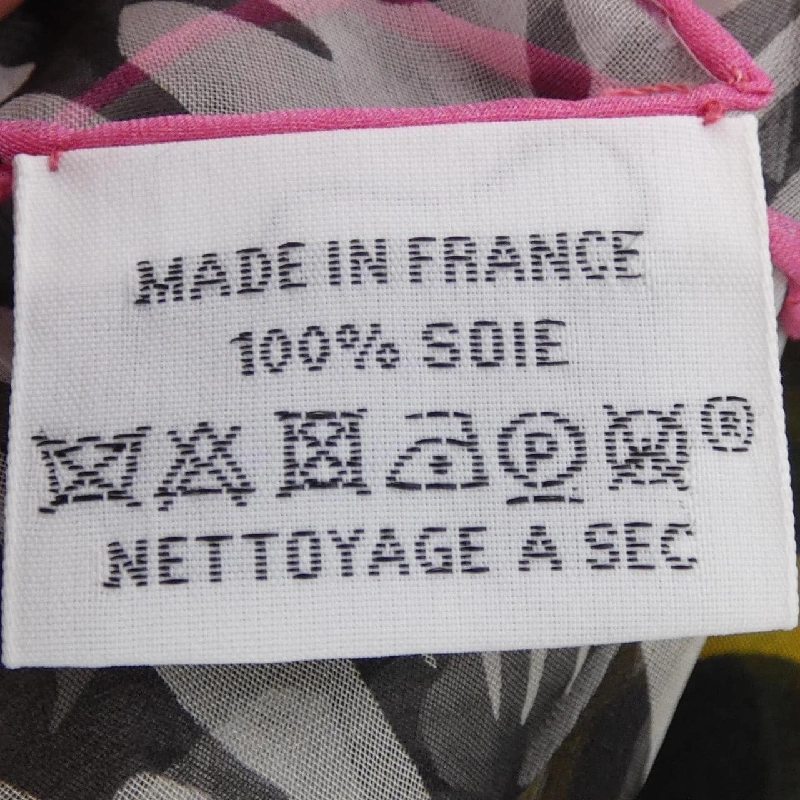 MADE IN FRANCE
100% SOIE
P W ®
NETTOYAGE A SEC